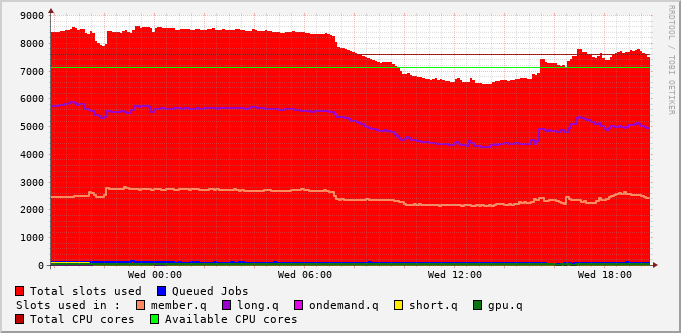 9000
8000
7000
6000
5000
4000
3000
2000
1000
0
Wed 00:00 Wed 06:00 Wed 12:00 Wed 18:00
RRDTOOL / TOBI OETIKER
Total slots used Queued Jobs
Slots used in : member.q long.q ondemand.q short.q gpu.q
Total CPU cores Available CPU cores